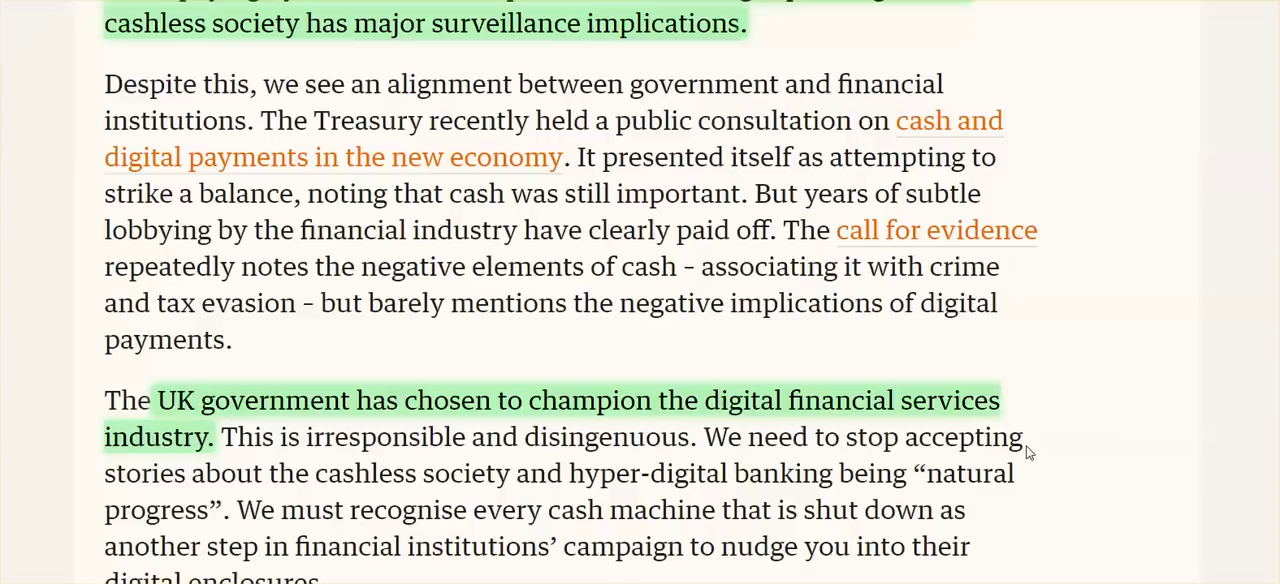 cashless society has major surveillance implications.
Despite this, we see an alignment between government and financial
institutions. The Treasury recently held a public consultation on cash and
digital payments in the new economy. It presented itself as attempting to
strike a balance, noting that cash was still important. But years of subtle
lobbying by the financial industry have clearly paid off. The call for evidence
repeatedly notes the negative elements of cash – associating it with crime
and tax evasion – but barely mentions the negative implications of digital
payments.
The UK government has chosen to champion the digital financial services
industry. This is irresponsible and disingenuous. We need to stop accepting
stories about the cashless society and hyper-digital banking being “natural
progress”. We must recognise every cash machine that is shut down as
another step in financial institutions’ campaign to nudge you into their
digital enclosures.